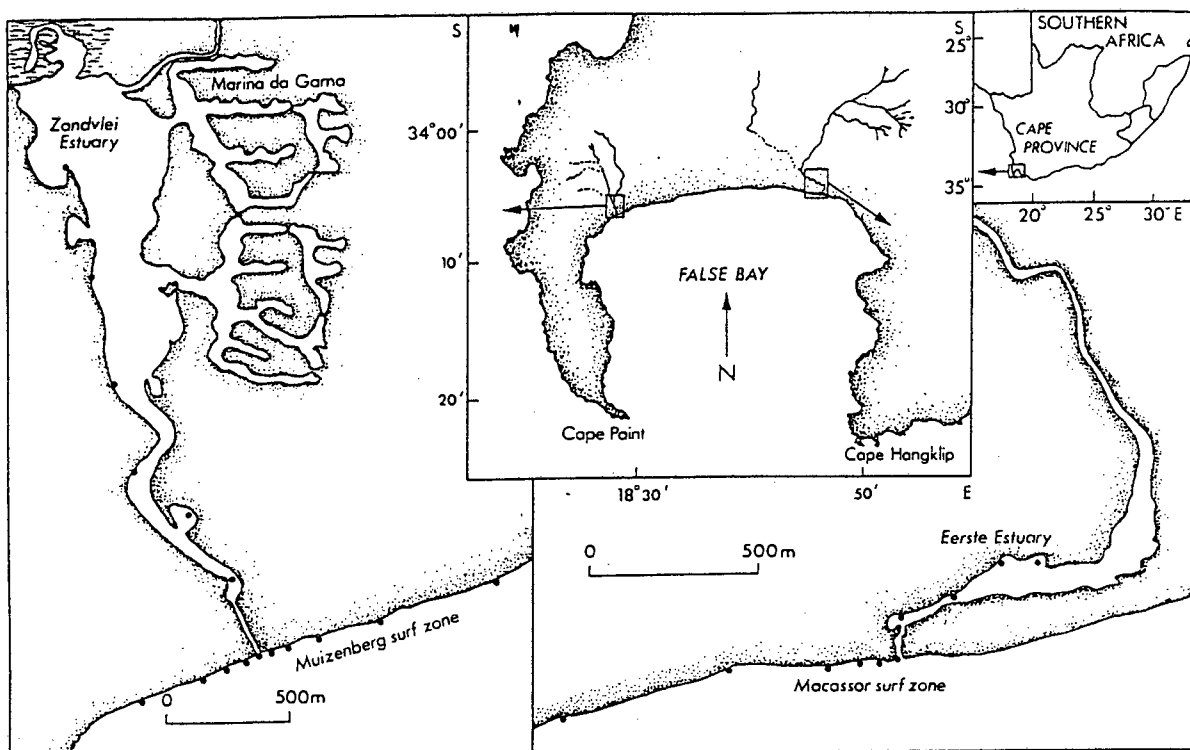 Marina da Gama
Zandvlei
Estuary
Muizenberg surf zone
0 500m
S
34° 00'
10'
20'
FALSE BAY
N
Cape Point
Cape Hangklip
18° 30' 50' E
S
25°
30°
35°
SOUTHERN
AFRICA
CAPE
PROVINCE
20° 25° 30° E
0 500m
Eerste Estuary
Macassor surf zone